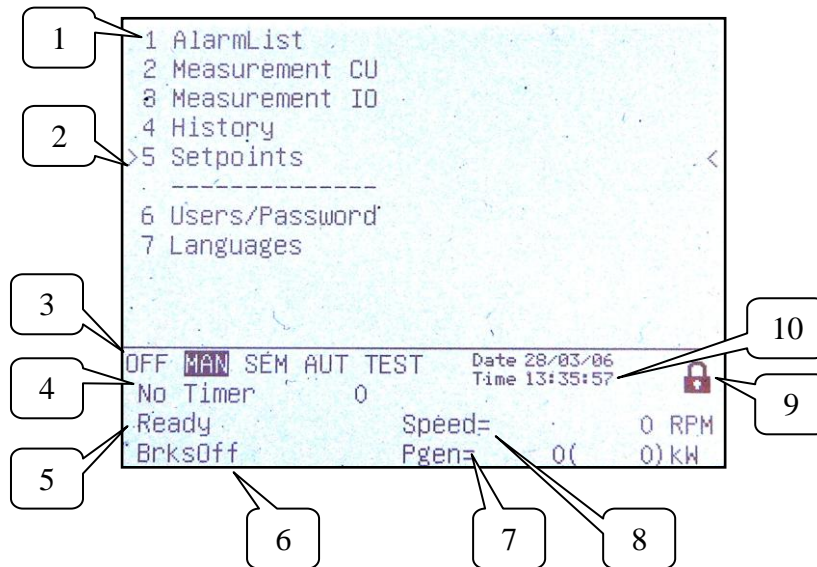 1 AlarmList
2 Measurement CU
3 Measurement IO
4 History
>5 Setpoints <
--------------
6 Users/Password
7 Languages
OFF MAN SEM AUT TEST
Date 28/03/06
Time 13:35:57
No Timer 0
Ready
Speed= 0 RPM
BrksOff
Pgen= 0( 0)kW
1
2
3
4
5
6
7
8
9
10